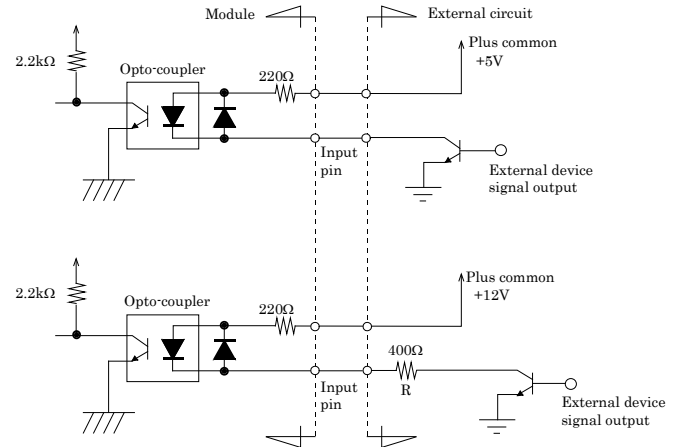 Module
External circuit
2.2kΩ
Opto-coupler
220Ω
Plus common
+5V
Input
pin
External device
signal output
2.2kΩ
Opto-coupler
220Ω
Plus common
+12V
400Ω
R
Input
pin
External device
signal output